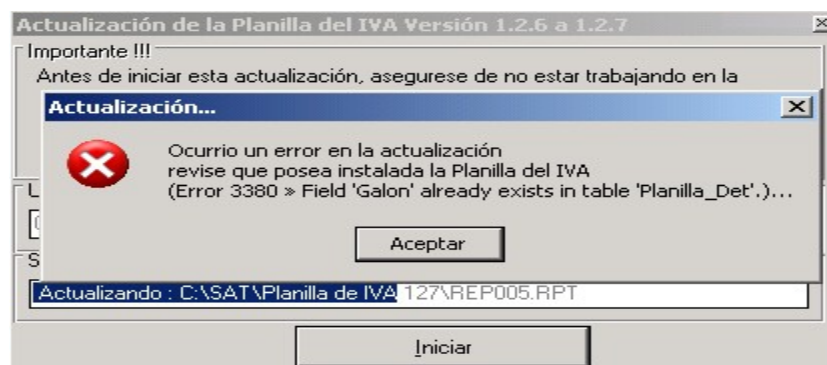 Actualización de la Planilla del IVA Versión 1.2.6 a 1.2.7
Importante !!!
Antes de iniciar esta actualización, asegurese de no estar trabajando en la
Actualización...
Ocurrio un error en la actualización
revise que posea instalada la Planilla del IVA
(Error 3380 » Field 'Galon' already exists in table 'Planilla_Det'.)...
Aceptar
Actualizando : C:\SAT\Planilla de IVA 127\REP005.RPT
Iniciar